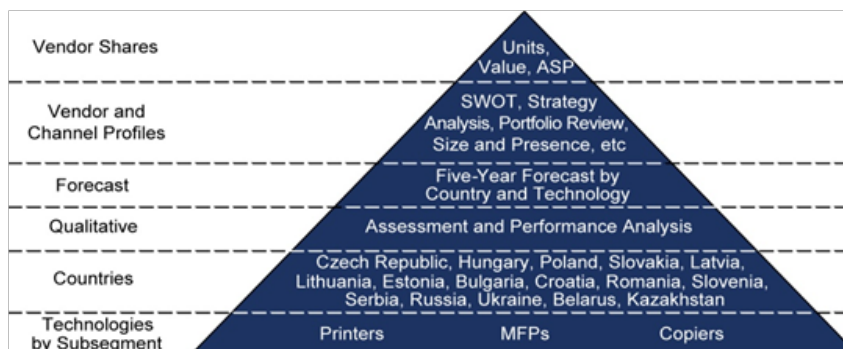 Vendor Shares
Units,
Value, ASP
Vendor and
Channel Profiles
SWOT, Strategy
Analysis, Portfolio Review,
Size and Presence, etc
Forecast
Five-Year Forecast by
Country and Technology
Qualitative
Assessment and Performance Analysis
Countries
Czech Republic, Hungary, Poland, Slovakia, Latvia,
Lithuania, Estonia, Bulgaria, Croatia, Romania, Slovenia,
Serbia, Russia, Ukraine, Belarus, Kazakhstan
Technologies
by Subsegment
Printers MFPs Copiers